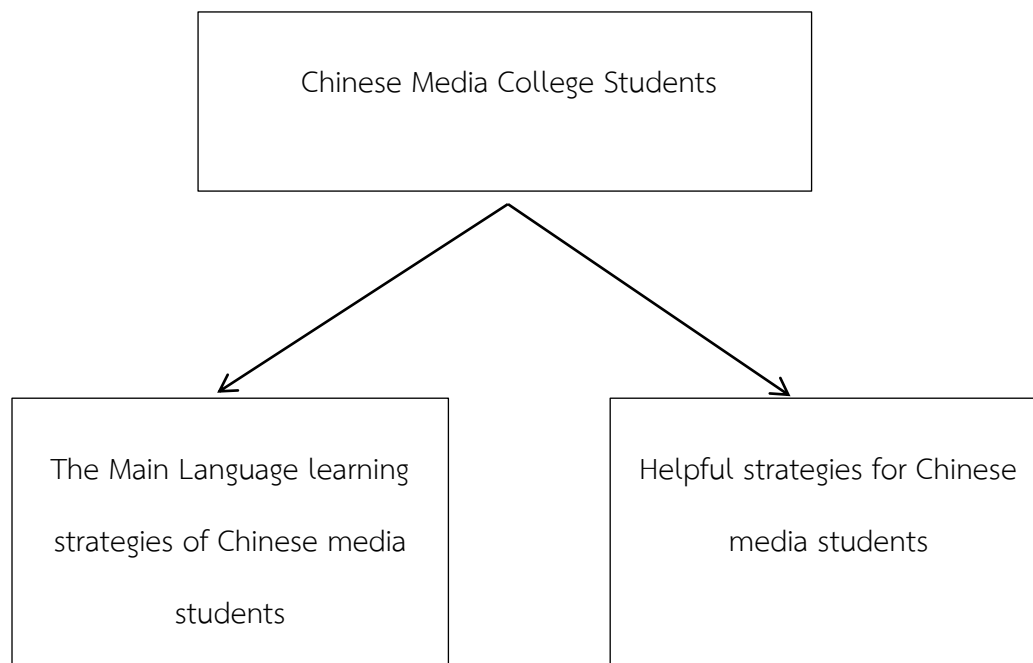 Chinese Media College Students
The Main Language learning
strategies of Chinese media
students
Helpful strategies for Chinese
media students